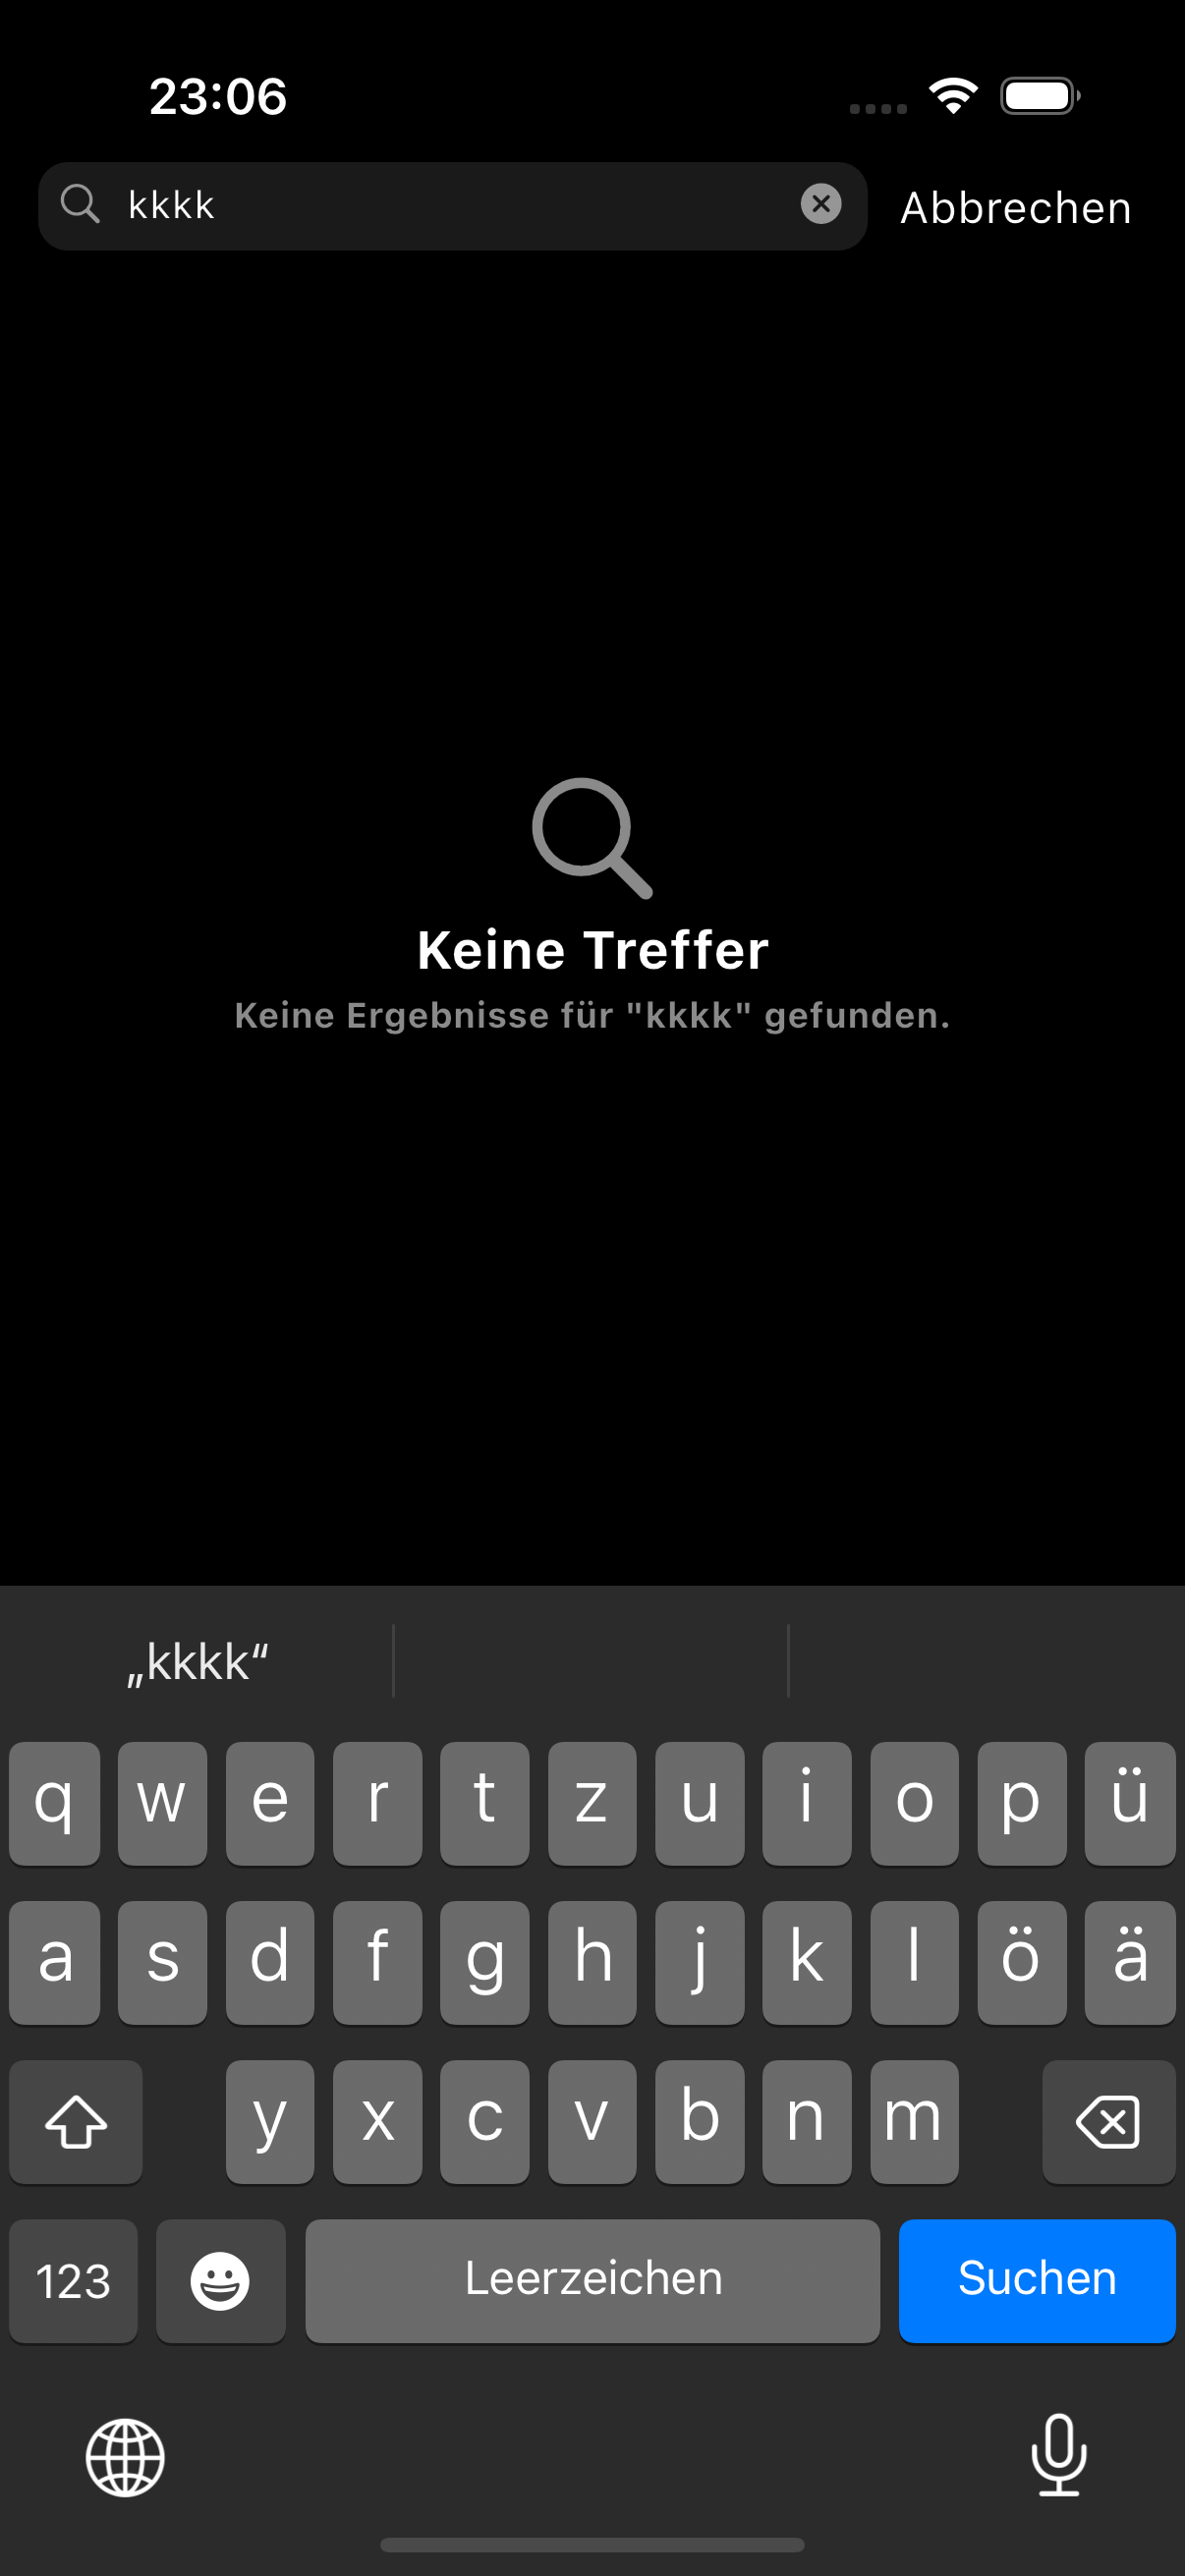 23:06
kkkk
Abbrechen
Keine Treffer
Keine Ergebnisse für "kkkk" gefunden.
„kkkk“
q w e r t z u i o p ü
a s d f g h j k l ö ä
y x c v b n m
123 Leerzeichen Suchen